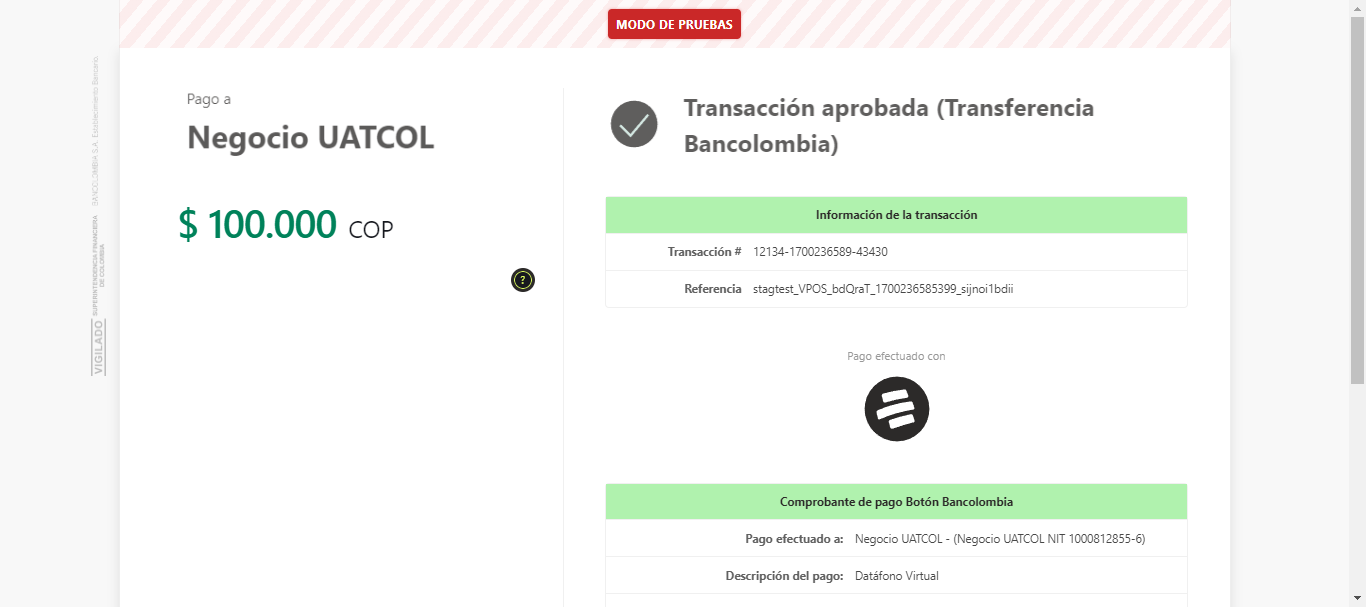 MODO DE PRUEBAS
Pago a
Negocio UATCOL
$ 100.000 COP
?
Transacción aprobada (Transferencia
Bancolombia)
Información de la transacción
Transacción # 12134-1700236589-43430
Referencia stagtest_VPOS_bdQraT_1700236585399_sijnoi1bdii
Pago efectuado con
Comprobante de pago Botón Bancolombia
Pago efectuado a: Negocio UATCOL - (Negocio UATCOL NIT 1000812855-6)
Descripción del pago: Datáfono Virtual
VIGILADO
SUPERINTENDENCIA FINANCIERA
DE COLOMBIA
BANCOLOMBIA S.A. Establecimiento Bancario.